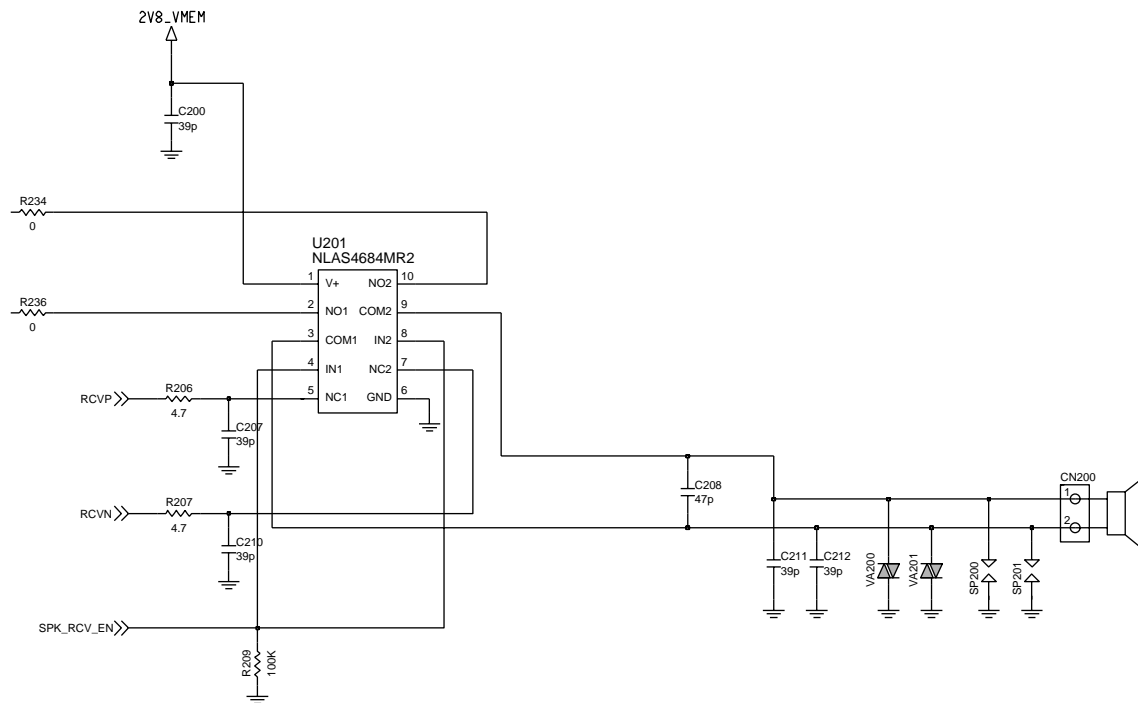 2V8_VMEM
C200
39p
R234
0
U201
NLAS4684MR2
1 V+ NO2 10
R236
0
2 NO1 COM2 9
3 COM1 IN2 8
4 IN1 NC2 7
5 NC1 GND 6
RCVP
R206
4.7
C207
39p
C208
47p
CN200
1
2
RCVN
R207
4.7
C210
39p
C211
39p
C212
39p
VA200
VA201
SP200
SP201
SPK_RCV_EN
R209
100K